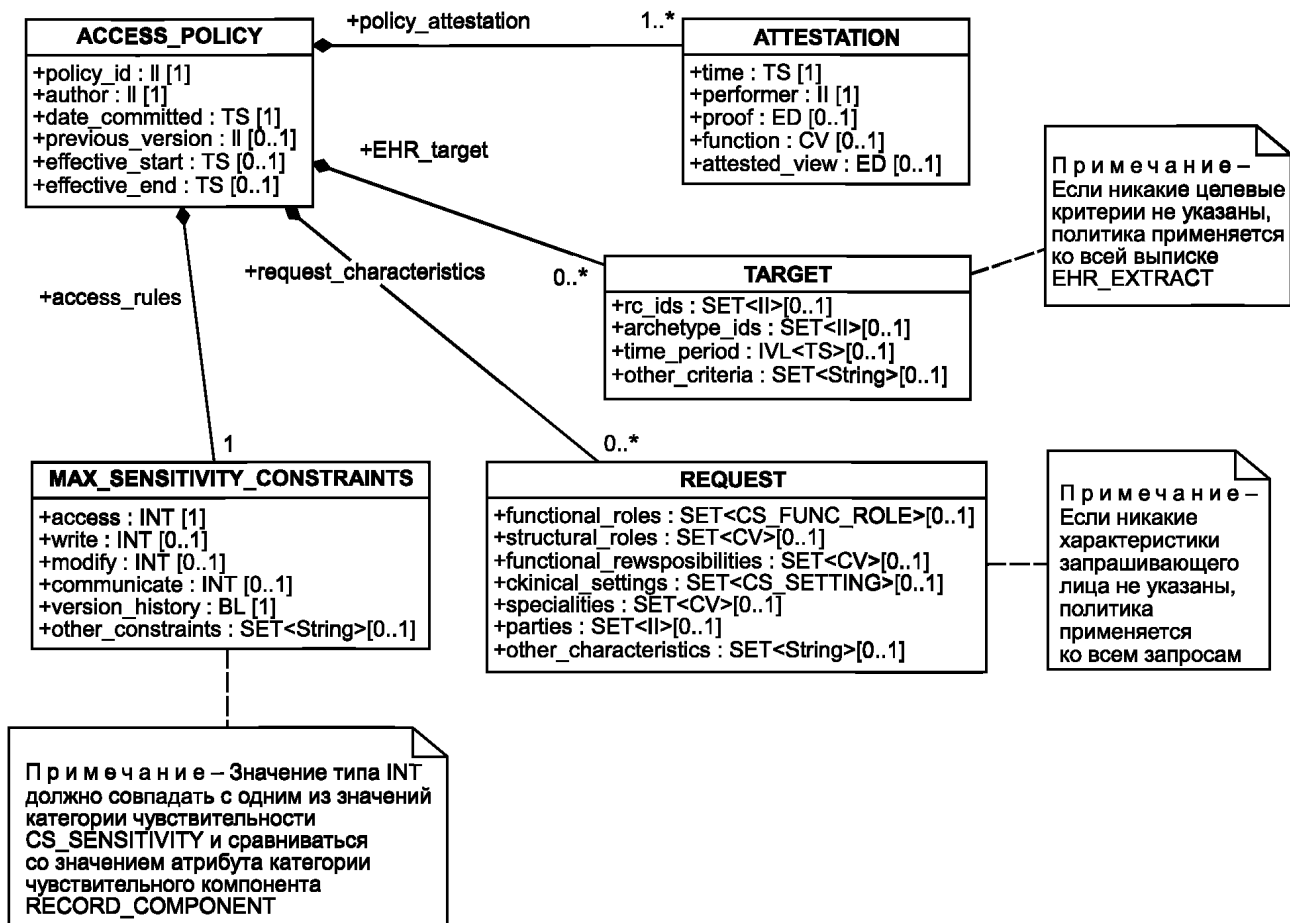 +policy_attestation
1..*
ACCESS_POLICY
+policy_id : II [1]
+author : II [1]
+date_committed : TS [1]
+previous_version : II [0..1]
+effective_start : TS [0..1]
+effective_end : TS [0..1]
ATTESTATION
+time : TS [1]
+performer : II [1]
+proof : ED [0..1]
+function : CV [0..1]
+attested_view : ED [0..1]
+EHR_target
0..*
+request_characteristics
+access_rules
TARGET
+rc_ids : SET<II>[0..1]
+archetype_ids : SET<II>[0..1]
+time_period : IVL<TS>[0..1]
+other_criteria : SET<String>[0..1]
П р и м е ч а н и е –
Если никакие целевые
критерии не указаны,
политика применяется
ко всей выписке
EHR_EXTRACT
1
0..*
MAX_SENSITIVITY_CONSTRAINTS
+access : INT [1]
+write : INT [0..1]
+modify : INT [0..1]
+communicate : INT [0..1]
+version_history : BL [1]
+other_constraints : SET<String>[0..1]
REQUEST
+functional_roles : SET<CS_FUNC_ROLE>[0..1]
+structural_roles : SET<CV>[0..1]
+functional_rewsposibilities : SET<CV>[0..1]
+ckinical_settings : SET<CS_SETTING>[0..1]
+specialities : SET<CV>[0..1]
+parties : SET<II>[0..1]
+other_characteristics : SET<String>[0..1]
П р и м е ч а н и е –
Если никакие
характеристики
запрашивающего
лица не указаны,
политика
применяется
ко всем запросам
П р и м е ч а н и е – Значение типа INT
должно совпадать с одним из значений
категории чувствительности
CS_SENSITIVITY и сравниваться
со значением атрибута категории
чувствительного компонента
RECORD_COMPONENT